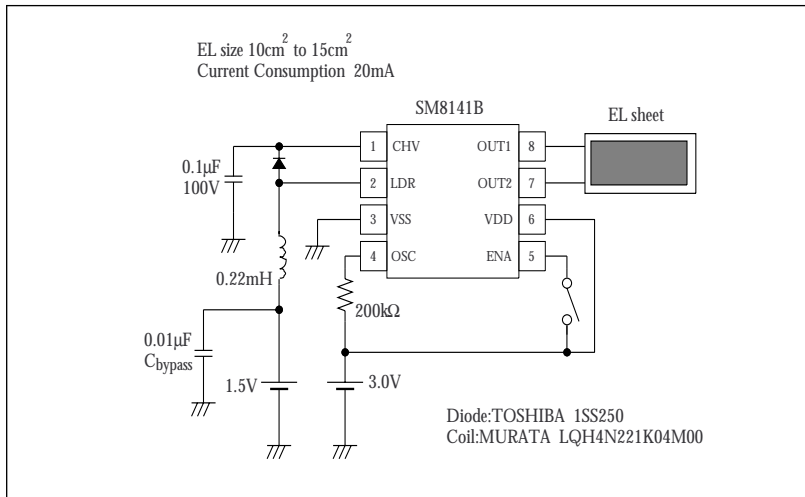 EL size 10cm² to 15cm²
Current Consumption 20mA
SM8141B
EL sheet
1 CHV OUT1 8
0.1µF
100V
2 LDR OUT2 7
3 VSS VDD 6
4 OSC ENA 5
0.22mH
200kΩ
0.01µF
Cbypass
1.5V
3.0V
Diode:TOSHIBA 1SS250
Coil:MURATA LQH4N221K04M00